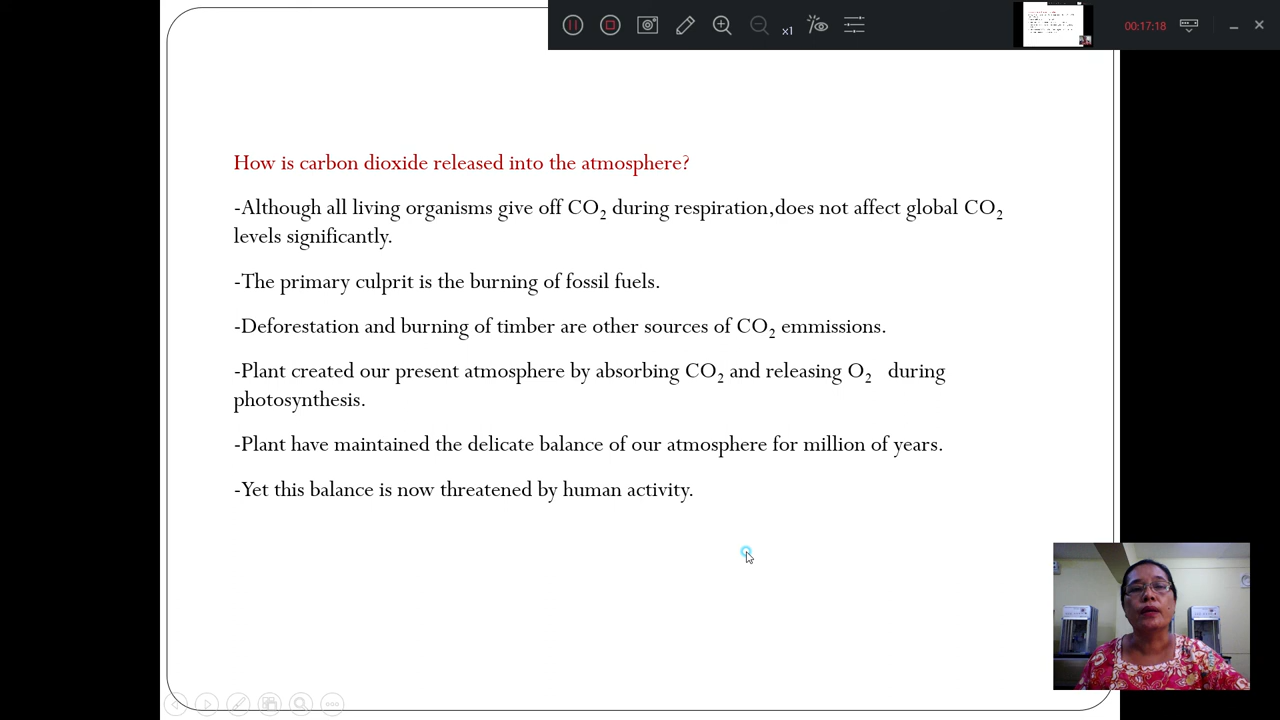 x1
00:17:18
How is carbon dioxide released into the atmosphere?
-Although all living organisms give off CO₂ during respiration,does not affect global CO₂
levels significantly.
-The primary culprit is the burning of fossil fuels.
-Deforestation and burning of timber are other sources of CO₂ emmissions.
-Plant created our present atmosphere by absorbing CO₂ and releasing O₂ during
photosynthesis.
-Plant have maintained the delicate balance of our atmosphere for million of years.
-Yet this balance is now threatened by human activity.